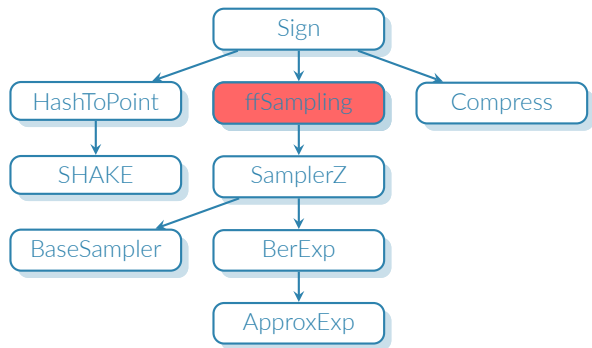 Sign
HashToPoint
ffSampling
Compress
SHAKE
SamplerZ
BaseSampler
BerExp
ApproxExp